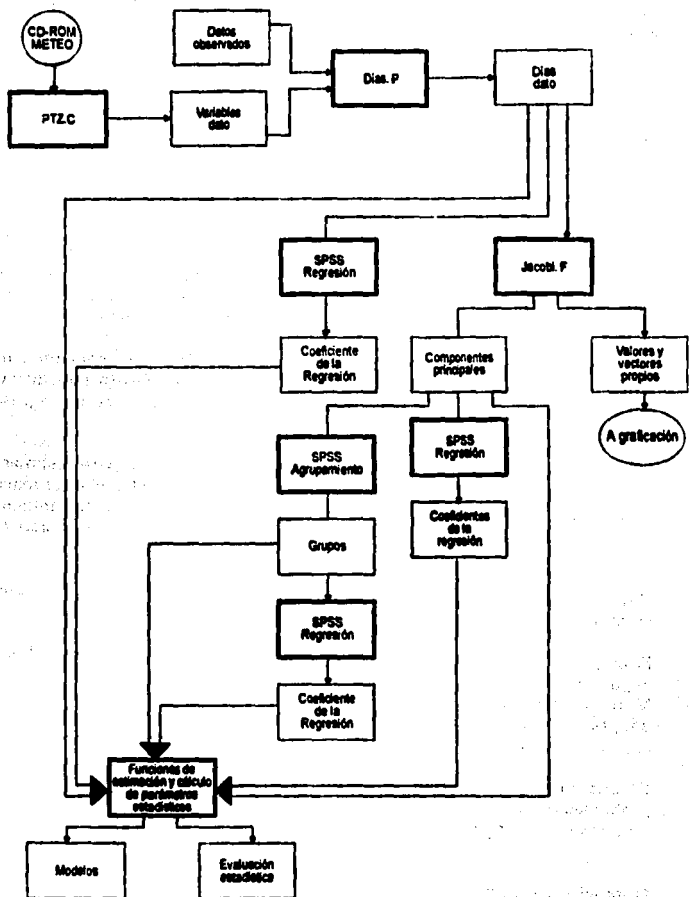 CD-ROM
METEO
Datos
observados
Dias. P
Dias
dato
PTZ.C
Variables
dato
SPSS
Regresión
Jacobi. F
Coeficiente
de la
Regresión
Componentes
principales
Valores y
vectores
propios
SPSS
Agrupamiento
SPSS
Regresión
A graficación
Grupos
Coeficientes
de la
regresión
SPSS
Regresión
Coeficiente
de la
Regresión
Funciones de
estimación y cálculo
de parámetros
estadísticos
Modelos
Evaluación
estadística